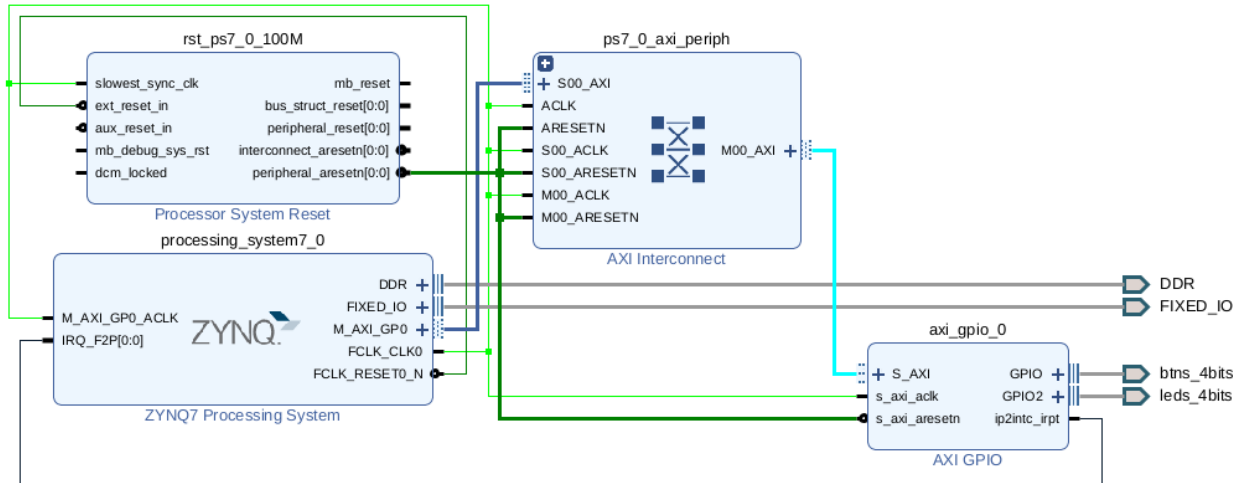 rst_ps7_0_100M
slowest_sync_clk
ext_reset_in
aux_reset_in
mb_debug_sys_rst
dcm_locked
mb_reset
bus_struct_reset[0:0]
peripheral_reset[0:0]
interconnect_aresetn[0:0]
peripheral_aresetn[0:0]
Processor System Reset
ps7_0_axi_periph
S00_AXI
ACLK
ARESETN
S00_ACLK
S00_ARESETN
M00_ACLK
M00_ARESETN
M00_AXI
AXI Interconnect
processing_system7_0
M_AXI_GP0_ACLK
IRQ_F2P[0:0]
ZYNQ
DDR
FIXED_IO
M_AXI_GP0
FCLK_CLK0
FCLK_RESET0_N
ZYNQ7 Processing System
DDR
FIXED_IO
axi_gpio_0
S_AXI
s_axi_aclk
s_axi_aresetn
GPIO
GPIO2
ip2intc_irpt
AXI GPIO
btns_4bits
leds_4bits